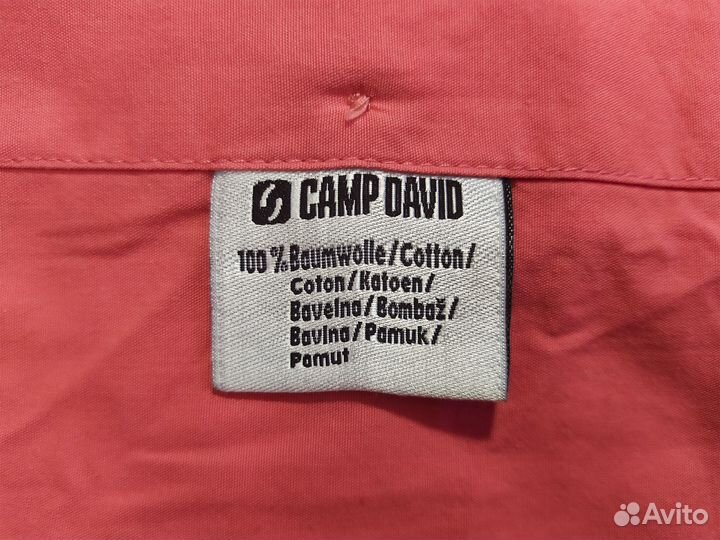 CAMP DAVID
100% Baumwolle/Cotton/
Coton/Katoen/
Bavelna/Bombaž/
Bavlna/Pamuk/
Pamut
Avito